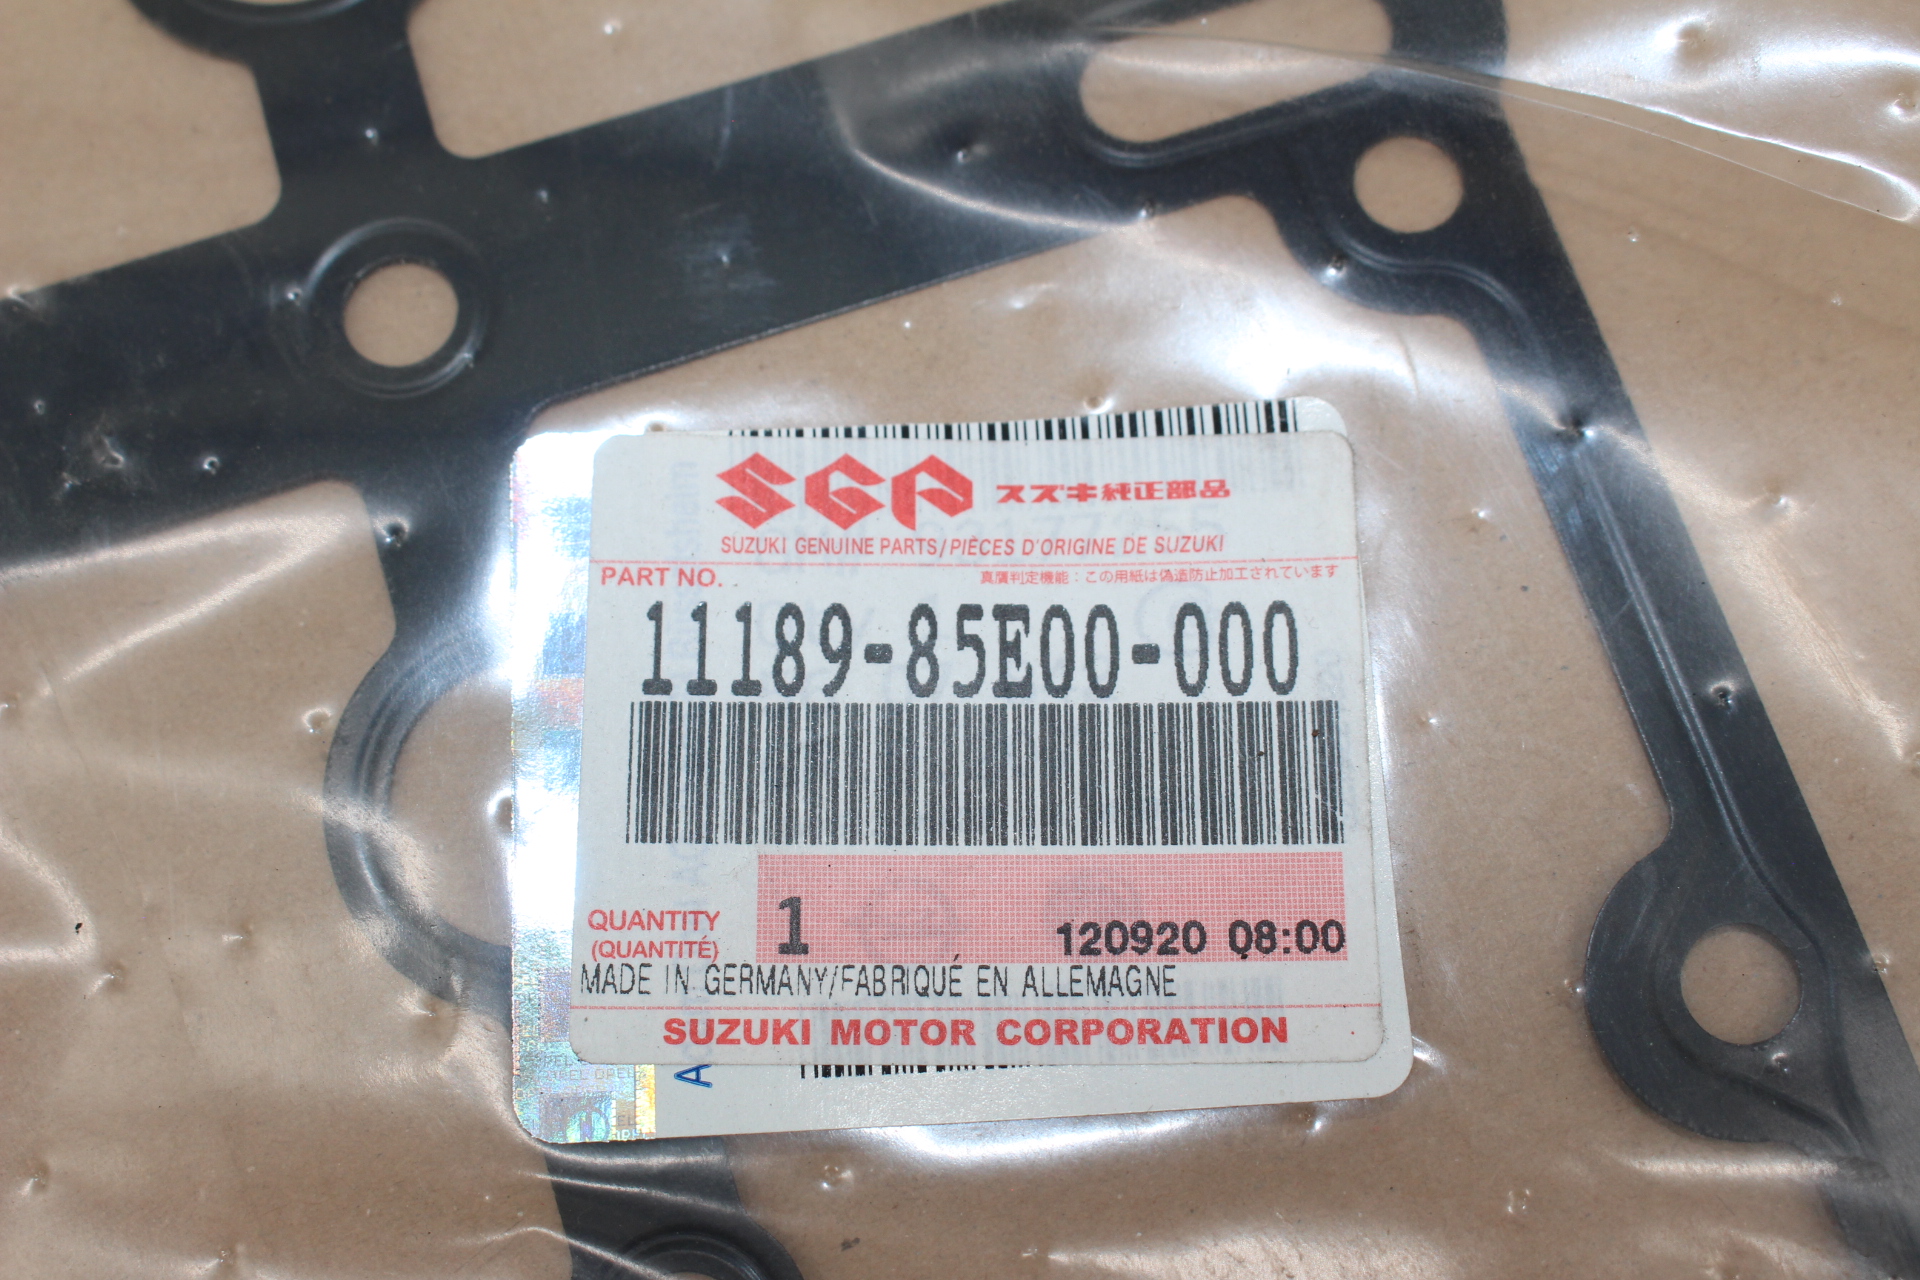 SGP スズキ純正部品
SUZUKI GENUINE PARTS/PIÈCES D'ORIGINE DE SUZUKI
PART NO. 真贋判定機能：この用紙は偽造防止加工されています
11189-85E00-000
QUANTITY
(QUANTITÉ)
1
120920 08:00
MADE IN GERMANY/FABRIQUÉ EN ALLEMAGNE
SUZUKI MOTOR CORPORATION
OPEL